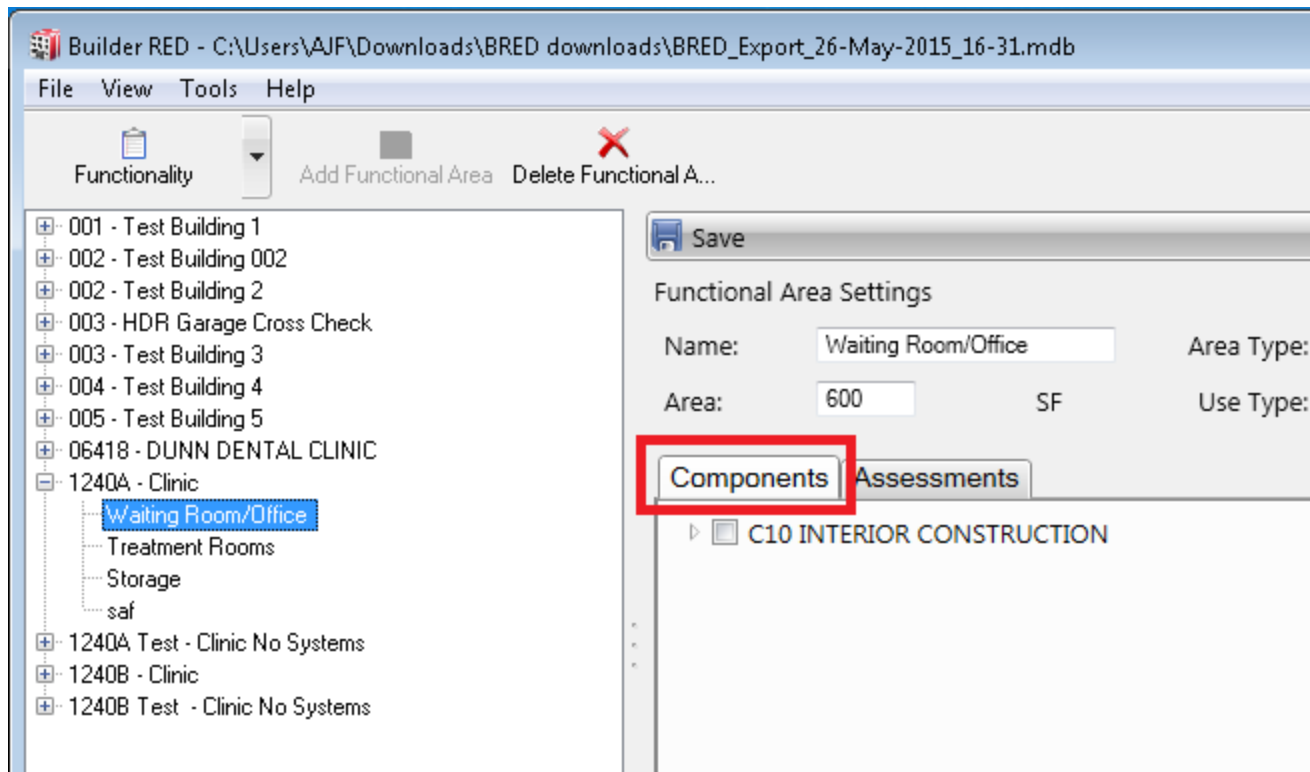 Builder RED - C:\Users\AJF\Downloads\BRED downloads\BRED_Export_26-May-2015_16-31.mdb
File View Tools Help
Functionality Add Functional Area Delete Functional A...
001 - Test Building 1
002 - Test Building 002
002 - Test Building 2
003 - HDR Garage Cross Check
003 - Test Building 3
004 - Test Building 4
005 - Test Building 5
06418 - DUNN DENTAL CLINIC
1240A - Clinic
Waiting Room/Office
Treatment Rooms
Storage
saf
1240A Test - Clinic No Systems
1240B - Clinic
1240B Test - Clinic No Systems
Save
Functional Area Settings
Name: Waiting Room/Office Area Type:
Area: 600 SF Use Type:
Components Assessments
C10 INTERIOR CONSTRUCTION